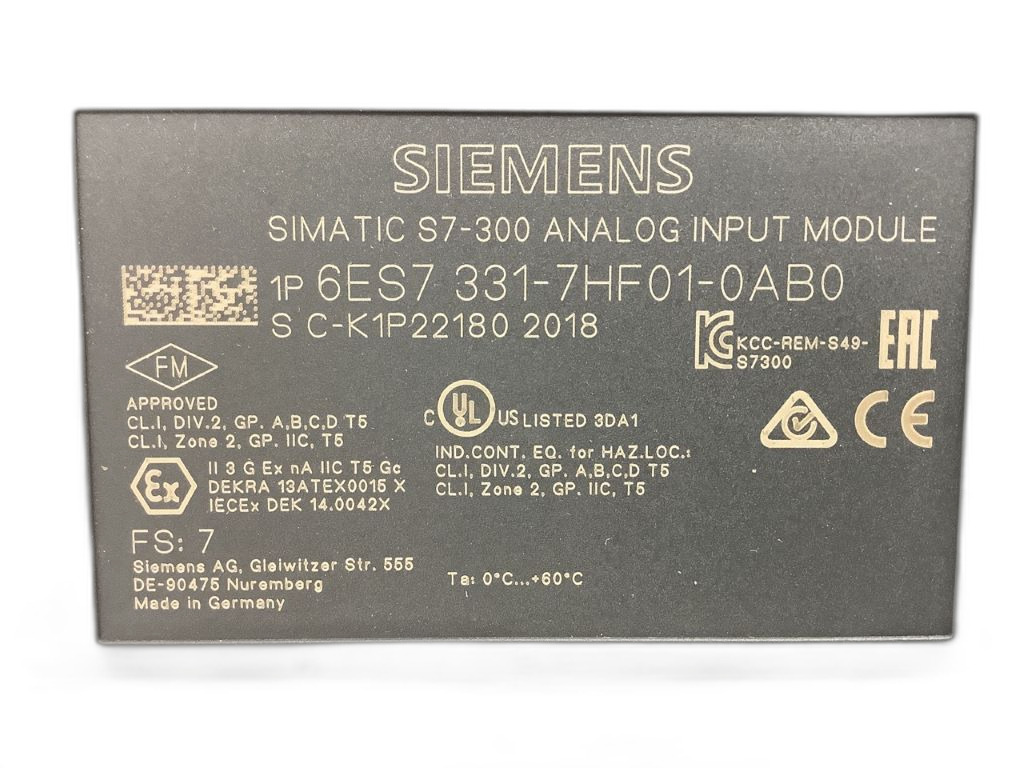 SIEMENS
SIMATIC S7-300 ANALOG INPUT MODULE
1P 6ES7 331-7HF01-0AB0
S C-K1P22180 2018
KCC-REM-S49-
S7300
EAC
FM
APPROVED
CL.I, DIV.2, GP. A,B,C,D T5
CL.I, Zone 2, GP. IIC, T5
C UL US LISTED 3DA1
IND.CONT. EQ. for HAZ.LOC.:
CL.I, DIV.2, GP. A,B,C,D T5
CL.I, Zone 2, GP. IIC, T5
CE
Ex
II 3 G Ex nA IIC T5 Gc
DEKRA 13ATEX0015 X
IECEx DEK 14.0042X
FS: 7
Siemens AG, Gleiwitzer Str. 555
DE-90475 Nuremberg
Made in Germany
Ta: 0°C...+60°C